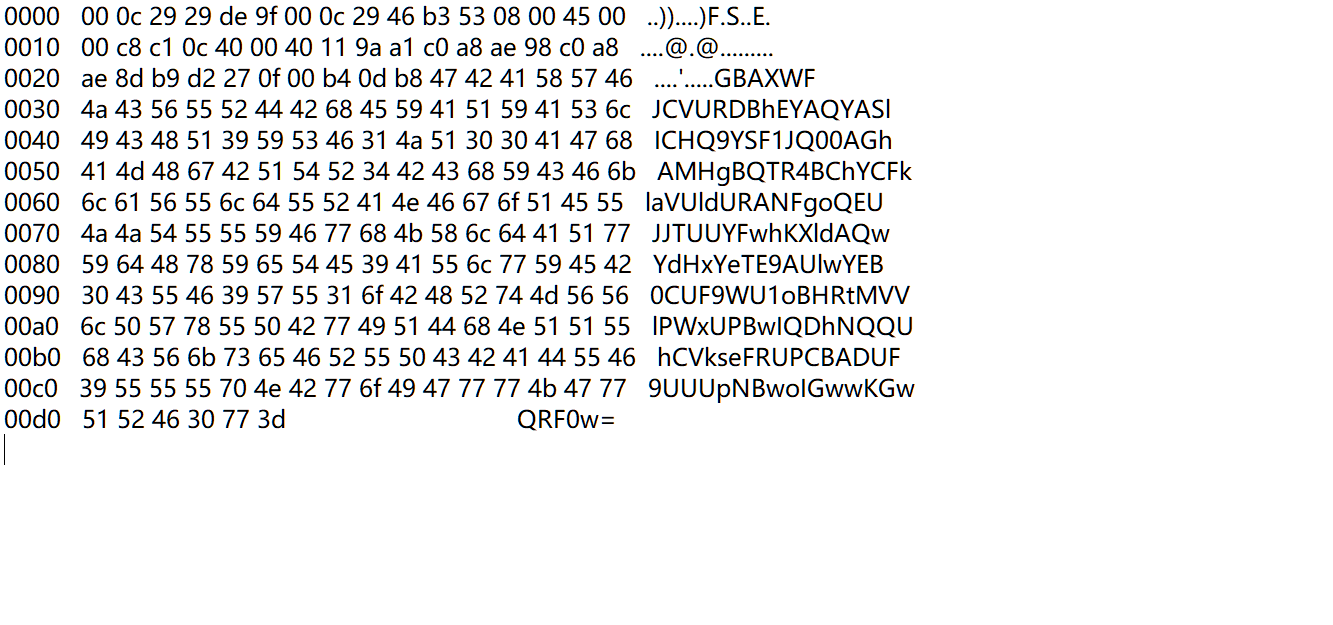 0000   00 0c 29 29 de 9f 00 0c 29 46 b3 53 08 00 45 00   ..))....)F.S..E.
0010   00 c8 c1 0c 40 00 40 11 9a a1 c0 a8 ae 98 c0 a8   ....@.@.........
0020   ae 8d b9 d2 27 0f 00 b4 0d b8 47 42 41 58 57 46   ....'.....GBAXWF
0030   4a 43 56 55 52 44 42 68 45 59 41 51 59 41 53 6c   JCVURDBhEYAQYASl
0040   49 43 48 51 39 59 53 46 31 4a 51 30 30 41 47 68   ICHQ9YSF1JQ00AGh
0050   41 4d 48 67 42 51 54 52 34 42 43 68 59 43 46 6b   AMHgBQTR4BChYCFk
0060   6c 61 56 55 6c 64 55 52 41 4e 46 67 6f 51 45 55   laVUldURANFgoQEU
0070   4a 4a 54 55 55 59 46 77 68 4b 58 6c 64 41 51 77   JJTUUYFwhKXldAQw
0080   59 64 48 78 59 65 54 45 39 41 55 6c 77 59 45 42   YdHxYeTE9AUlwYEB
0090   30 43 55 46 39 57 55 31 6f 42 48 52 74 4d 56 56   0CUF9WU1oBHRtMVV
00a0   6c 50 57 78 55 50 42 77 49 51 44 68 4e 51 51 55   lPWxUPBwIQDhNQQU
00b0   68 43 56 6b 73 65 46 52 55 50 43 42 41 44 55 46   hCVkseFRUPCBADUF
00c0   39 55 55 55 70 4e 42 77 6f 49 47 77 77 4b 47 77   9UUUpNBwoIGwwKGw
00d0   51 52 46 30 77 3d   QRF0w=